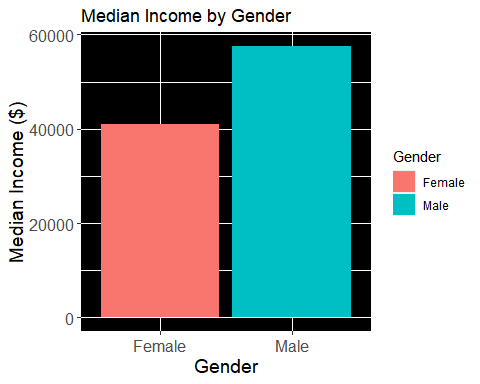 Median Income by Gender
Median Income ($)
60000
40000
20000
0
Female
Male
Gender
Gender
Female
Male